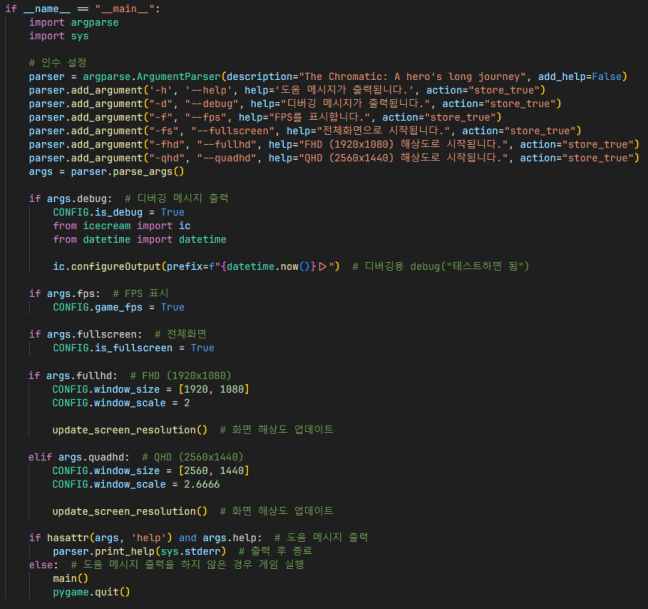 if __name__ == "__main__":
    import argparse
    import sys

    # 인수 설정
    parser = argparse.ArgumentParser(description="The Chromatic: A hero's long journey", add_help=False)
    parser.add_argument('-h', '--help', help='도움 메시지가 출력됩니다.', action="store_true")
    parser.add_argument("-d", "--debug", help="디버깅 메시지가 출력됩니다.", action="store_true")
    parser.add_argument("-f", "--fps", help="FPS를 표시합니다.", action="store_true")
    parser.add_argument("-fs", "--fullscreen", help="전체화면으로 시작됩니다.", action="store_true")
    parser.add_argument("-fhd", "--fullhd", help="FHD (1920x1080) 해상도로 시작됩니다.", action="store_true")
    parser.add_argument("-qhd", "--quadhd", help="QHD (2560x1440) 해상도로 시작됩니다.", action="store_true")
    args = parser.parse_args()

    if args.debug:  # 디버깅 메시지 출력
        CONFIG.is_debug = True
        from icecream import ic
        from datetime import datetime

        ic.configureOutput(prefix=f"{datetime.now()}▷")  # 디버깅용 debug("테스트하면 됨")

    if args.fps:  # FPS 표시
        CONFIG.game_fps = True

    if args.fullscreen:  # 전체화면
        CONFIG.is_fullscreen = True

    if args.fullhd:  # FHD (1920x1080)
        CONFIG.window_size = [1920, 1080]
        CONFIG.window_scale = 2

        update_screen_resolution()  # 화면 해상도 업데이트

    elif args.quadhd:  # QHD (2560x1440)
        CONFIG.window_size = [2560, 1440]
        CONFIG.window_scale = 2.6666

        update_screen_resolution()  # 화면 해상도 업데이트

    if hasattr(args, 'help') and args.help:  # 도움 메시지 출력
        parser.print_help(sys.stderr)  # 출력 후 종료
    else:  # 도움 메시지 출력을 하지 않은 경우 게임 실행
        main()
        pygame.quit()